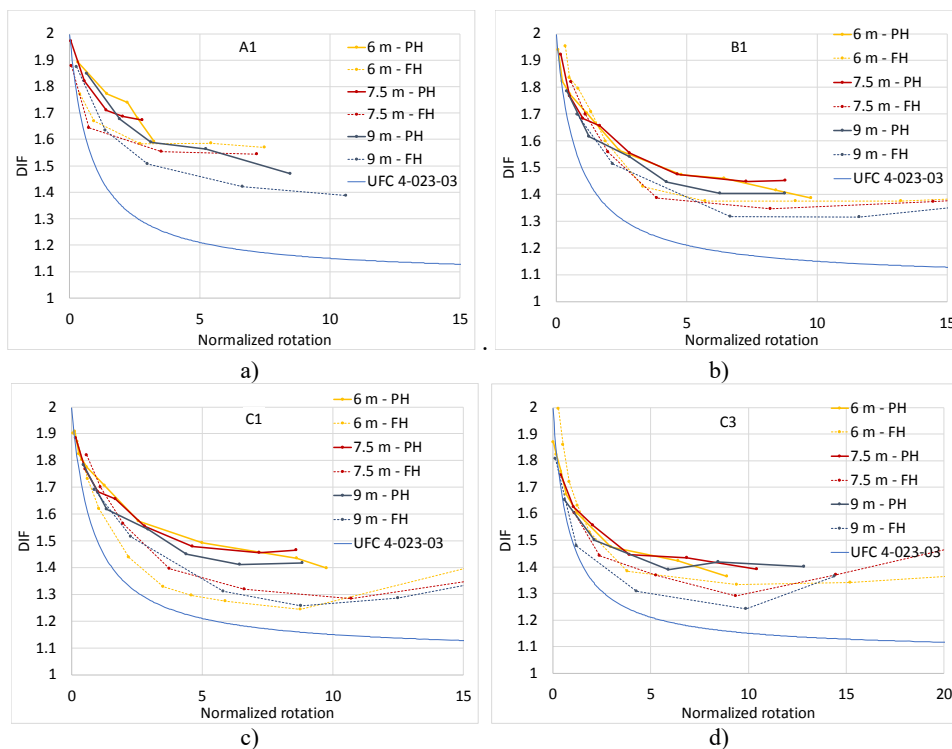 A1
2
1.9
1.8
1.7
1.6
1.5
1.4
1.3
1.2
1.1
1
DIF
0 5 10 15
Normalized rotation
6 m - PH
6 m - FH
7.5 m - PH
7.5 m - FH
9 m - PH
9 m - FH
UFC 4-023-03
a)
.
B1
2
1.9
1.8
1.7
1.6
1.5
1.4
1.3
1.2
1.1
1
DIF
0 5 10 15
Normalized rotation
6 m - PH
6 m - FH
7.5 m - PH
7.5 m - FH
9 m - PH
9 m - FH
UFC 4-023-03
b)
C1
2
1.9
1.8
1.7
1.6
1.5
1.4
1.3
1.2
1.1
1
DIF
0 5 10 15
Normalized rotation
6 m - PH
6 m - FH
7.5 m - PH
7.5 m - FH
9 m - PH
9 m - FH
UFC 4-023-03
c)
C3
2
1.9
1.8
1.7
1.6
1.5
1.4
1.3
1.2
1.1
1
DIF
0 5 10 15 20
Normalized rotation
6 m - PH
6 m - FH
7.5 m - PH
7.5 m - FH
9 m - PH
9 m - FH
UFC 4-023-03
d)